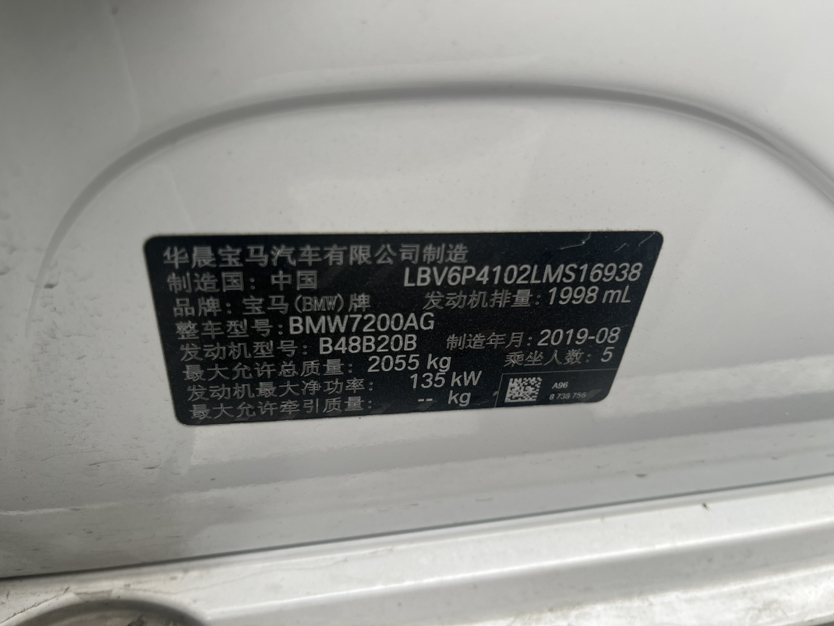 华晨宝马汽车有限公司制造
制造国: 中国 LBV6P4102LMS16938
品牌: 宝马(BMW)牌 发动机排量: 1998 mL
整车型号: BMW7200AG
发动机型号: B48B20B 制造年月: 2019-08
最大允许总质量: 2055 kg 乘坐人数: 5
发动机最大净功率: 135 kW
最大允许牵引质量: -- kg
A96
8 738 756